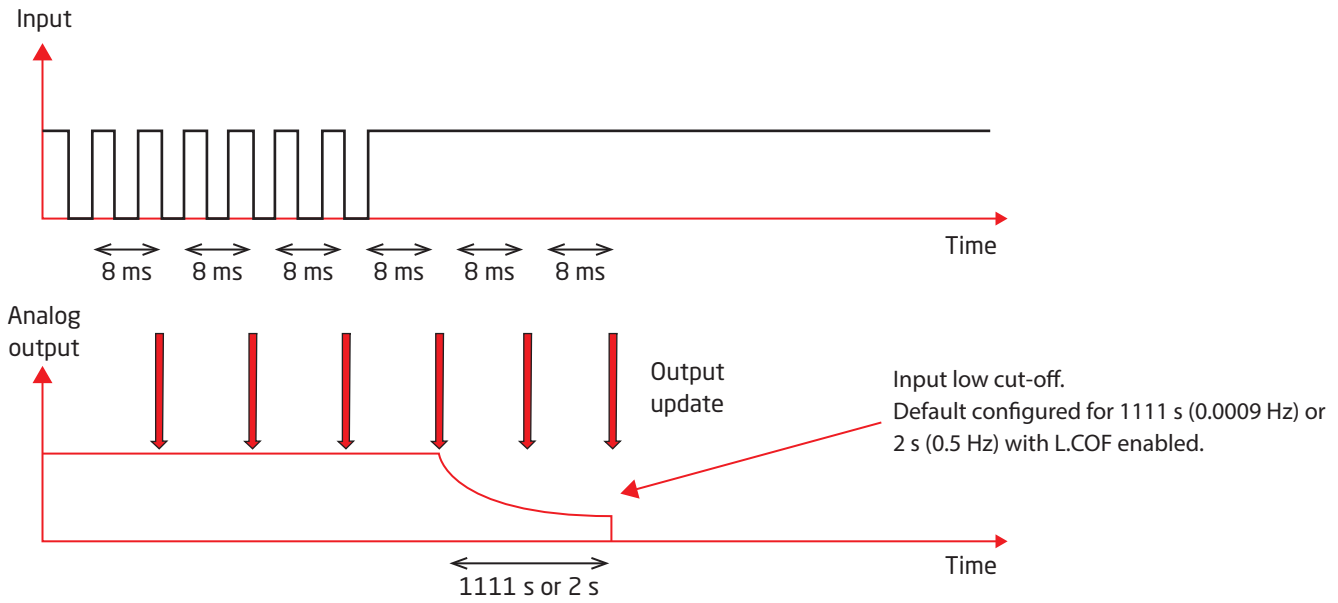 Input
Time
8 ms 8 ms 8 ms 8 ms 8 ms 8 ms
Analog
output
Output
update
Input low cut-off.
Default configured for 1111 s (0.0009 Hz) or
2 s (0.5 Hz) with L.COF enabled.
Time
1111 s or 2 s